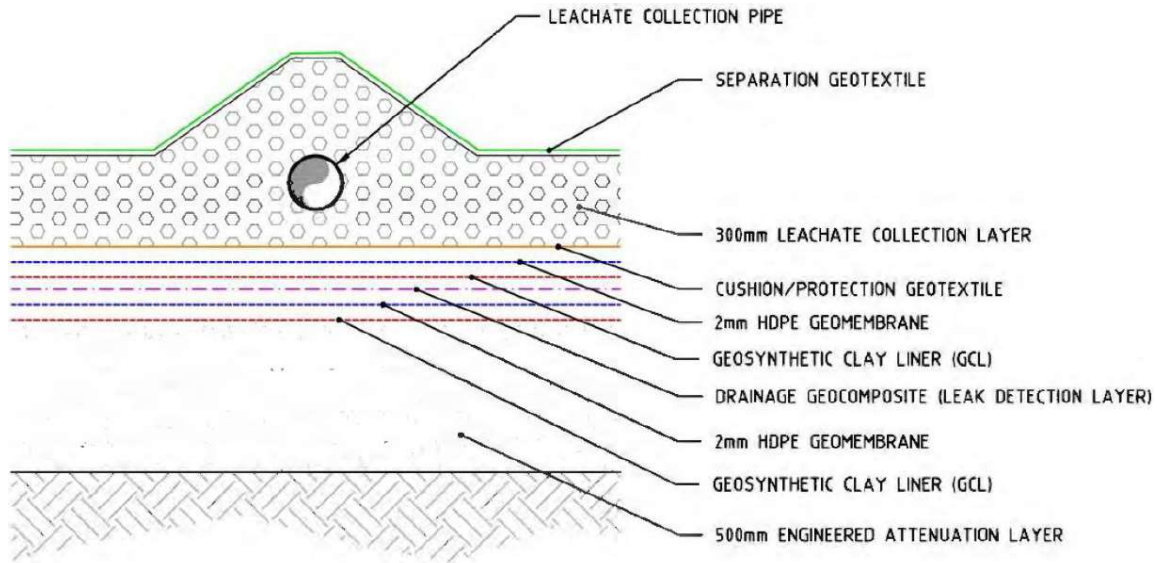 LEACHATE COLLECTION PIPE
SEPARATION GEOTEXTILE
300mm LEACHATE COLLECTION LAYER
CUSHION/PROTECTION GEOTEXTILE
2mm HDPE GEOMEMBRANE
GEOSYNTHETIC CLAY LINER (GCL)
DRAINAGE GEOCOMPOSITE (LEAK DETECTION LAYER)
2mm HDPE GEOMEMBRANE
GEOSYNTHETIC CLAY LINER (GCL)
500mm ENGINEERED ATTENUATION LAYER